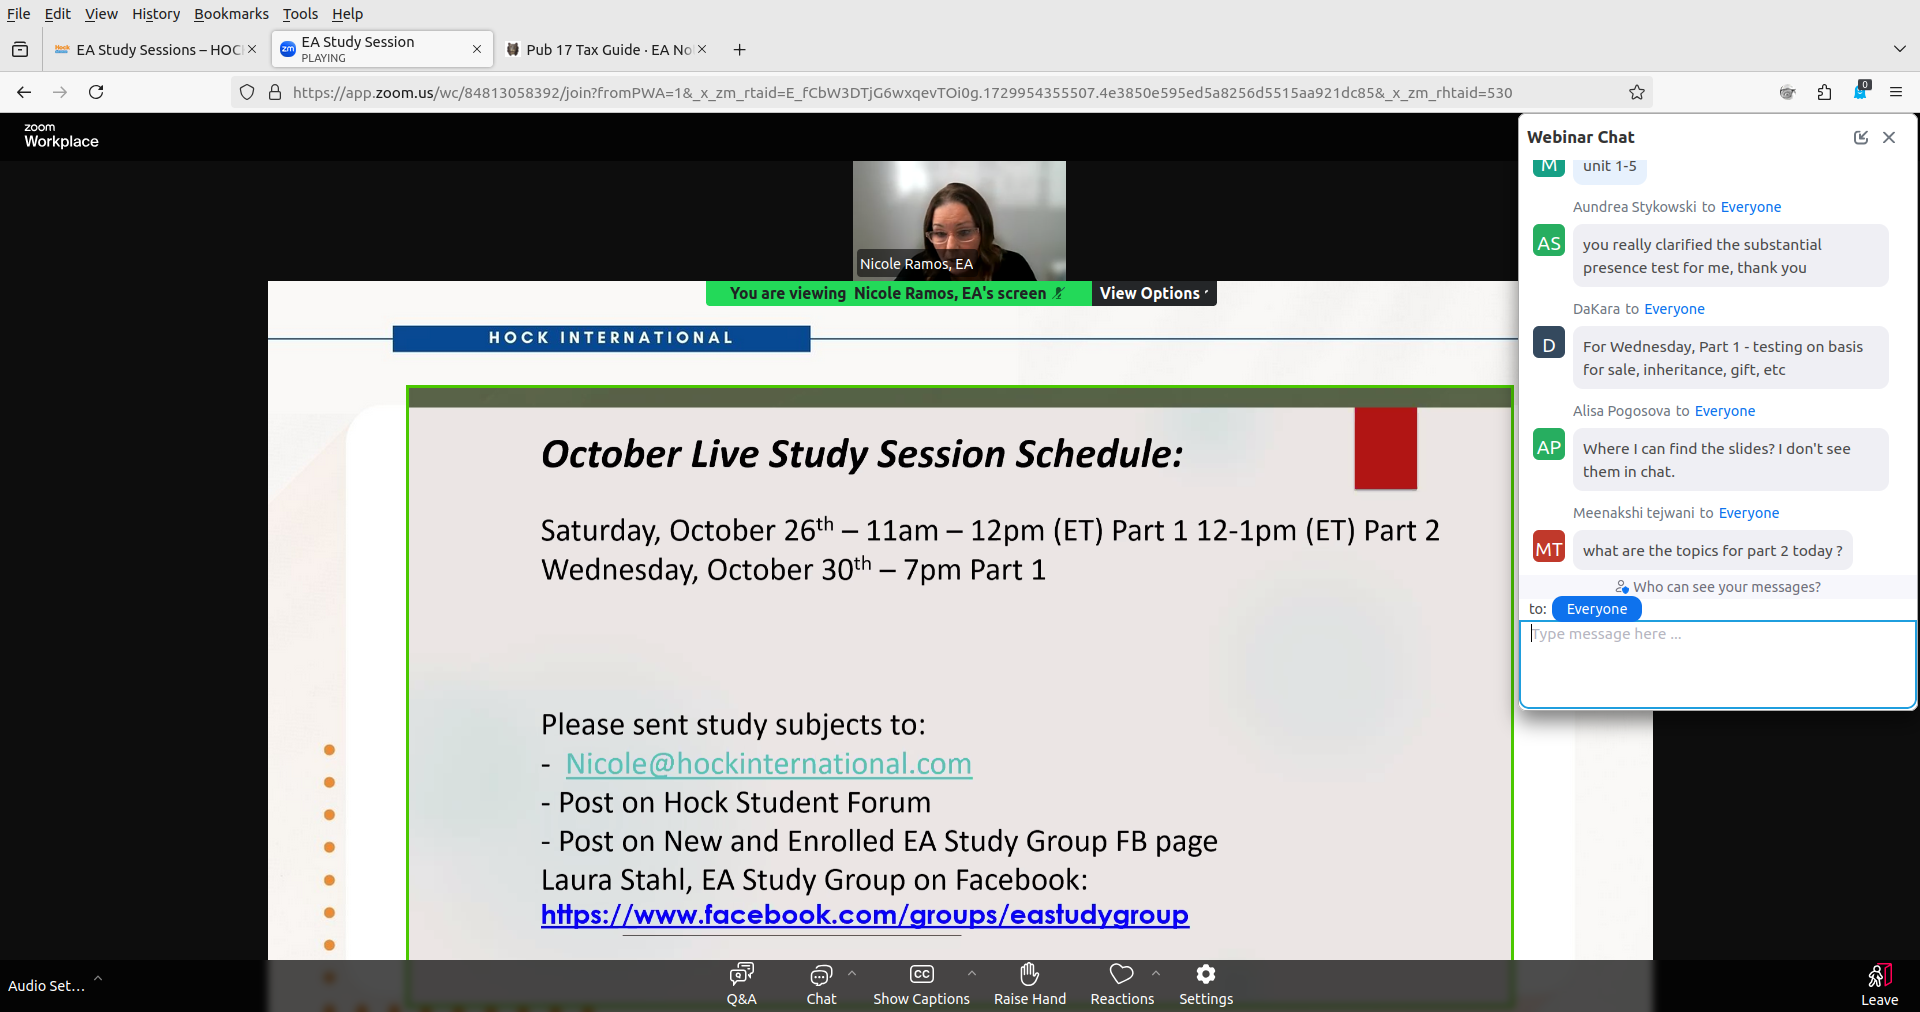 File Edit View History Bookmarks Tools Help
EA Study Sessions – HOC
EA Study Session
PLAYING
Pub 17 Tax Guide · EA No
https://app.zoom.us/wc/84813058392/join?fromPWA=1&_x_zm_rtaid=E_fCbW3DTjG6wxqevTOi0g.1729954355507.4e3850e595ed5a8256d5515aa921dc85&_x_zm_rhtaid=530
0
zoom
Workplace
Nicole Ramos, EA
You are viewing Nicole Ramos, EA's screen
View Options
HOCK INTERNATIONAL
October Live Study Session Schedule:
Saturday, October 26th – 11am – 12pm (ET) Part 1 12-1pm (ET) Part 2
Wednesday, October 30th – 7pm Part 1
Please sent study subjects to:
- Nicole@hockinternational.com
- Post on Hock Student Forum
- Post on New and Enrolled EA Study Group FB page
Laura Stahl, EA Study Group on Facebook:
https://www.facebook.com/groups/eastudygroup
Webinar Chat
M
unit 1-5
Aundrea Stykowski to Everyone
AS
you really clarified the substantial
presence test for me, thank you
DaKara to Everyone
D
For Wednesday, Part 1 - testing on basis
for sale, inheritance, gift, etc
Alisa Pogosova to Everyone
AP
Where I can find the slides? I don't see
them in chat.
Meenakshi tejwani to Everyone
MT
what are the topics for part 2 today ?
Who can see your messages?
to: Everyone
Type message here ...
Audio Set...
Q&A
Chat
CC
Show Captions
Raise Hand
Reactions
Settings
Leave